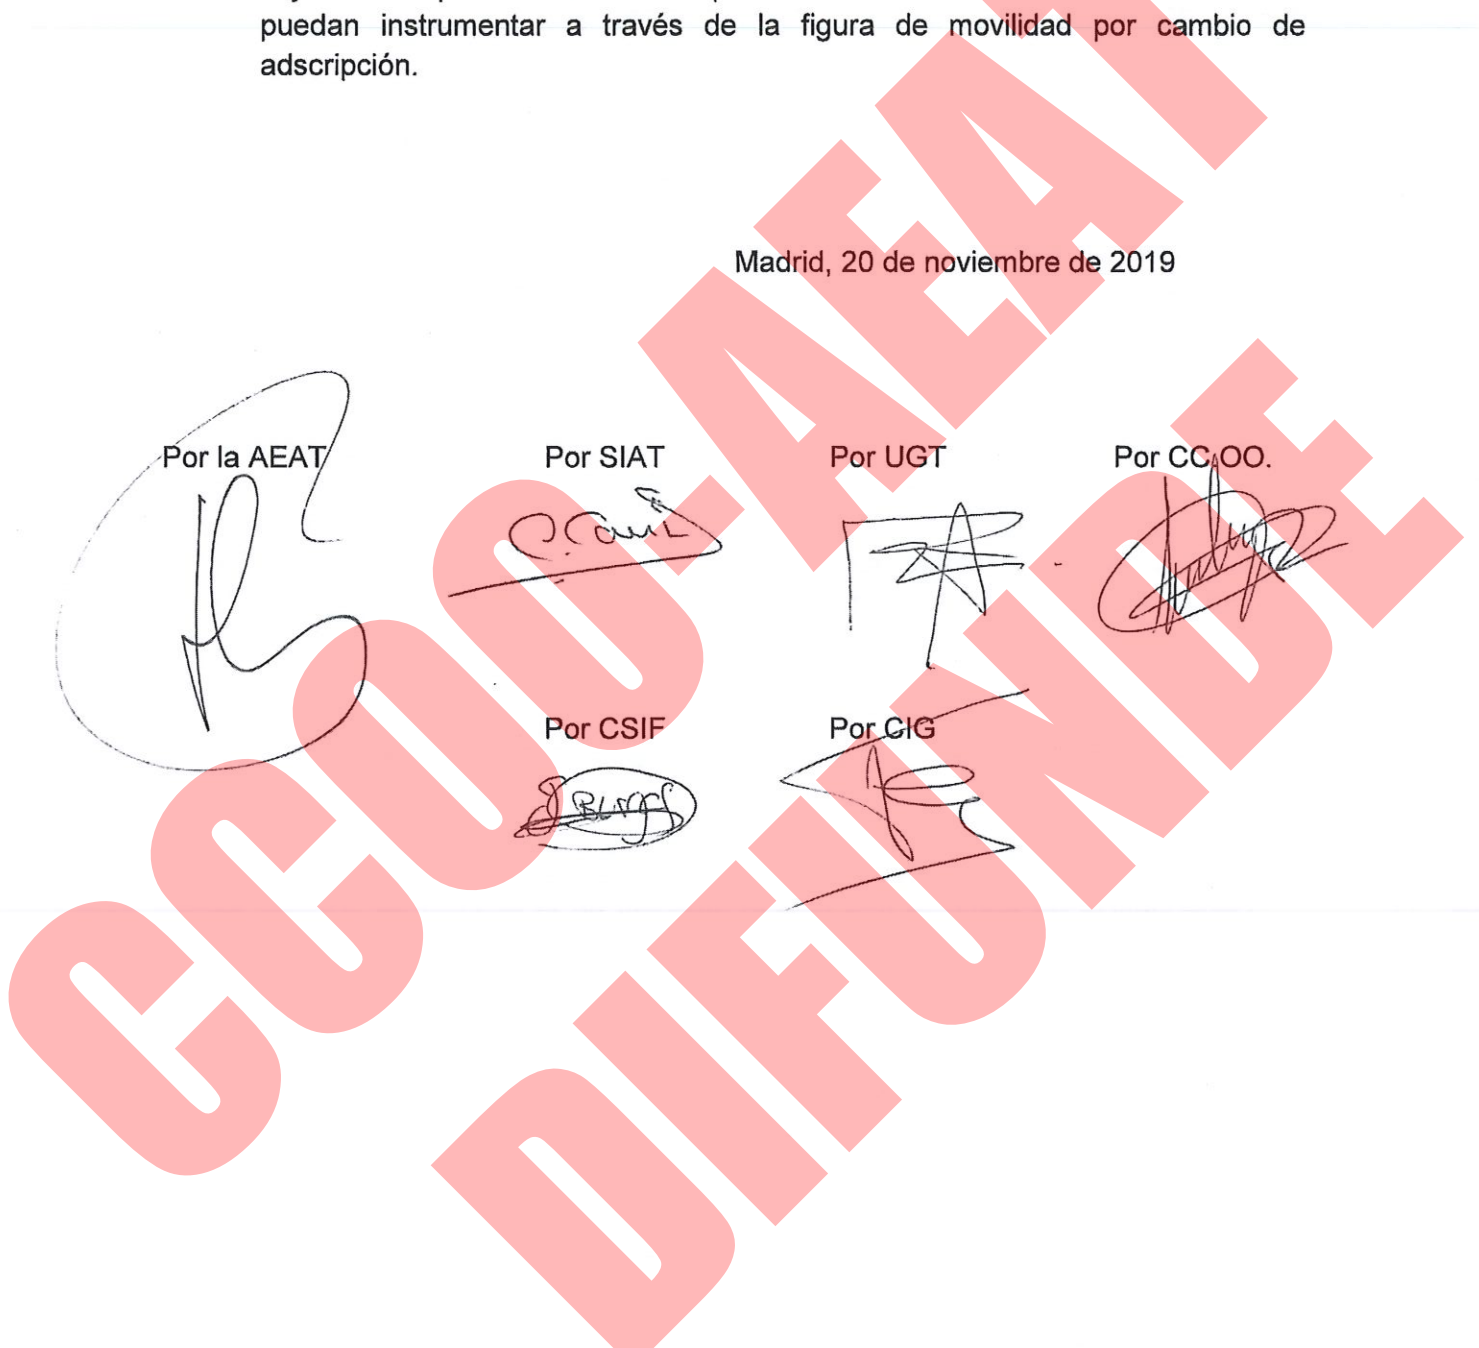 puedan instrumentar a través de la figura de movilidad por cambio de
adscripción.
Madrid, 20 de noviembre de 2019
Por la AEAT
Por SIAT
Por UGT
Por CC.OO.
Por CSIF
Por CIG
Burgos
CCOO-AEAT
DIFUNDE